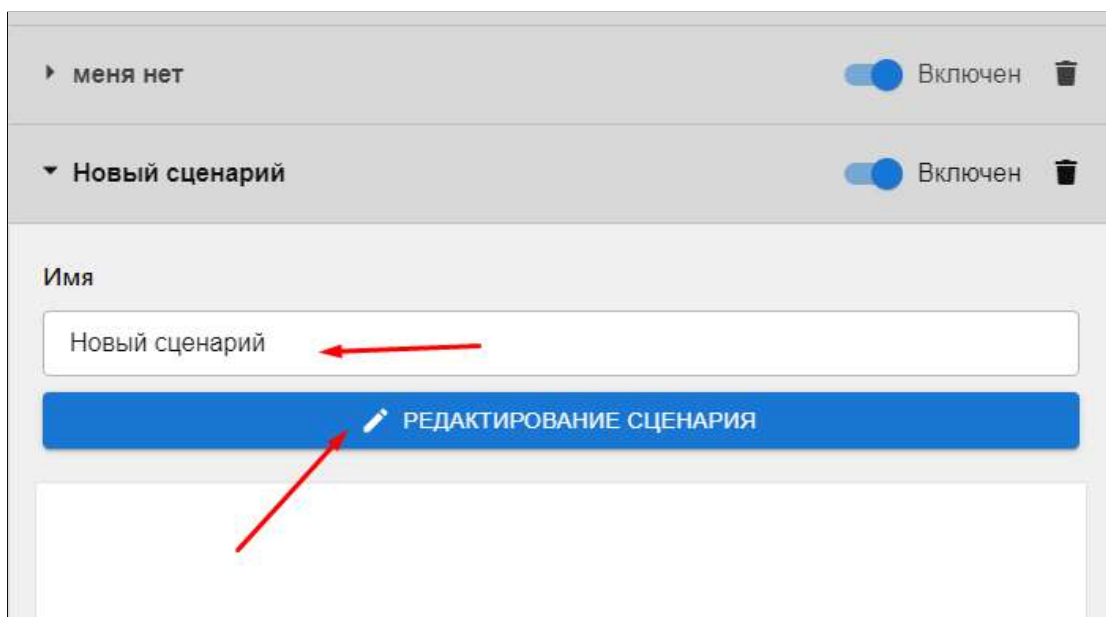 меня нет Включен
Новый сценарий Включен
Имя
Новый сценарий
РЕДАКТИРОВАНИЕ СЦЕНАРИЯ